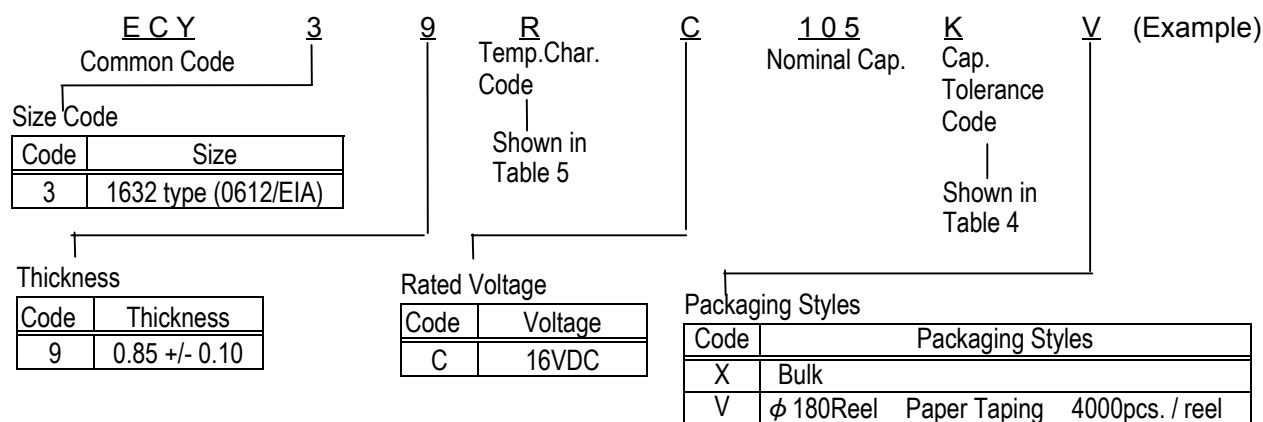 E C Y 3 9 R C 1 0 5 K V (Example)
Common Code
Temp.Char.
Code
Shown in
Table 5
Nominal Cap.
Cap.
Tolerance
Code
Shown in
Table 4
Size Code
Code Size
3 1632 type (0612/EIA)
Thickness
Code Thickness
9 0.85 +/- 0.10
Rated Voltage
Code Voltage
C 16VDC
Packaging Styles
Code Packaging Styles
X Bulk
V ϕ 180Reel Paper Taping 4000pcs. / reel